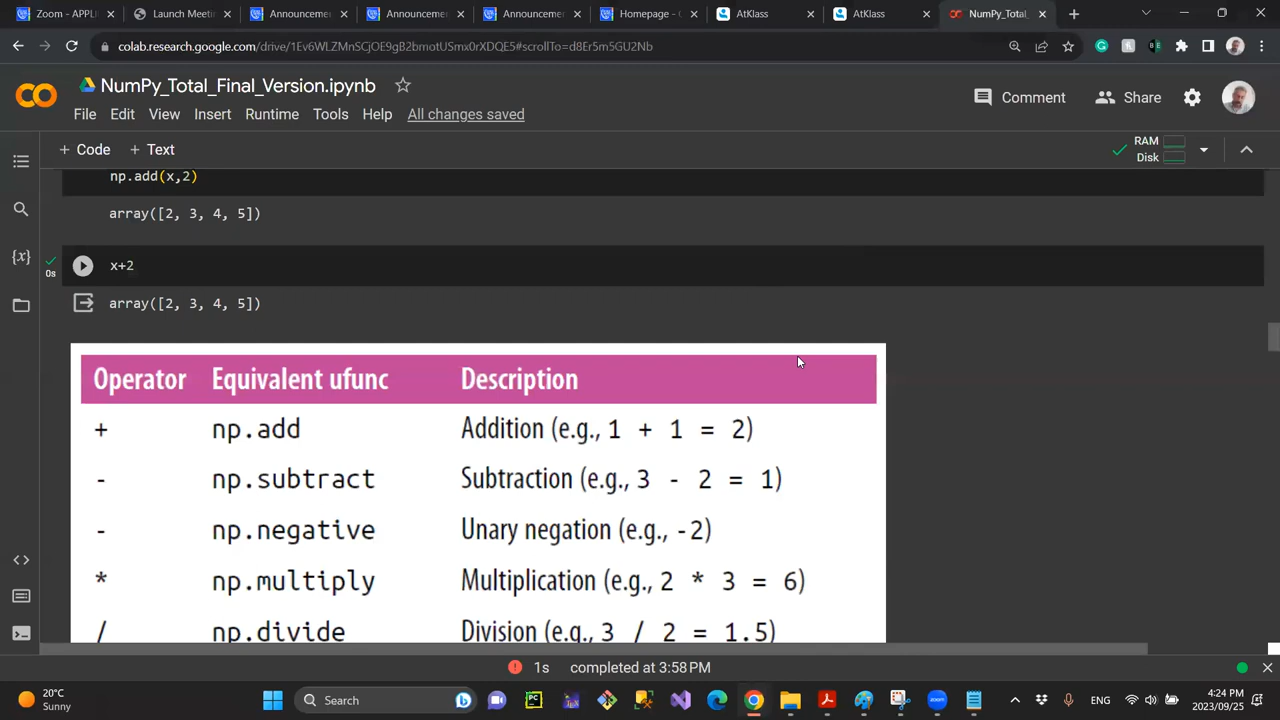 Zoom - APPLI
Launch Meeti
Announcemen
Announcemen
Announcemen
Homepage - C
AtKlass
AtKlass
NumPy_Total_
colab.research.google.com/drive/1Ev6WLZMnSCjOE9gB2bmotUSmx0rXDQE5#scrollTo=d8Er5m5GU2Nb
NumPy_Total_Final_Version.ipynb
File Edit View Insert Runtime Tools Help All changes saved
Comment Share
+ Code + Text
RAM
Disk
np.add(x,2)
array([2, 3, 4, 5])
0s
x+2
array([2, 3, 4, 5])
Operator Equivalent ufunc Description
+ np.add Addition (e.g., 1 + 1 = 2)
- np.subtract Subtraction (e.g., 3 - 2 = 1)
- np.negative Unary negation (e.g., -2)
* np.multiply Multiplication (e.g., 2 * 3 = 6)
/ np.divide Division (e.g., 3 / 2 = 1.5)
1s completed at 3:58 PM
20°C
Sunny
Search
ENG
4:24 PM
2023/09/25